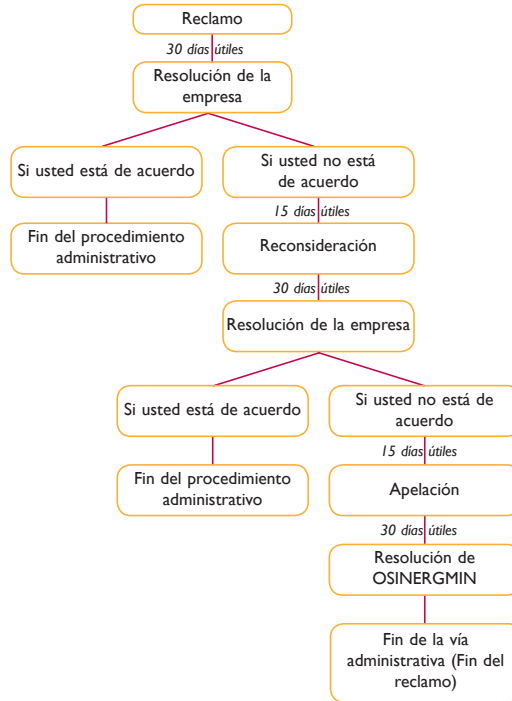 Reclamo
30 días útiles
Resolución de la
empresa
Si usted está de acuerdo
Si usted no está
de acuerdo
Fin del procedimiento
administrativo
15 días útiles
Reconsideración
30 días útiles
Resolución de la empresa
Si usted está de acuerdo
Si usted no está de
acuerdo
Fin del procedimiento
administrativo
15 días útiles
Apelación
30 días útiles
Resolución de
OSINERGMIN
Fin de la vía
administrativa (Fin del
reclamo)